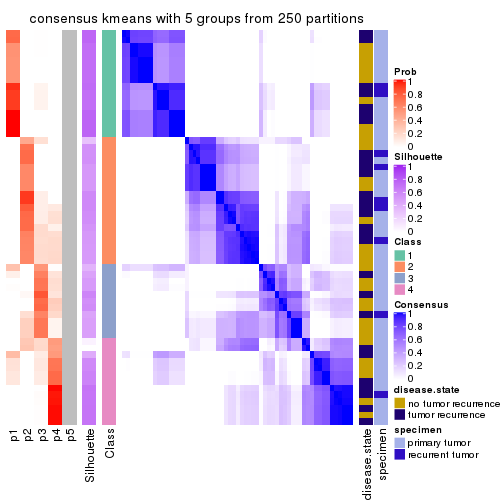 consensus kmeans with 5 groups from 250 partitions
Prob
1
0.8
0.6
0.4
0.2
0
Silhouette
1
0.8
0.6
0.4
0.2
0
Class
1
2
3
4
Consensus
1
0.8
0.6
0.4
0.2
0
disease.state
no tumor recurrence
tumor recurrence
specimen
primary tumor
recurrent tumor
p1
p2
p3
p4
p5
Silhouette
Class
disease.state
specimen